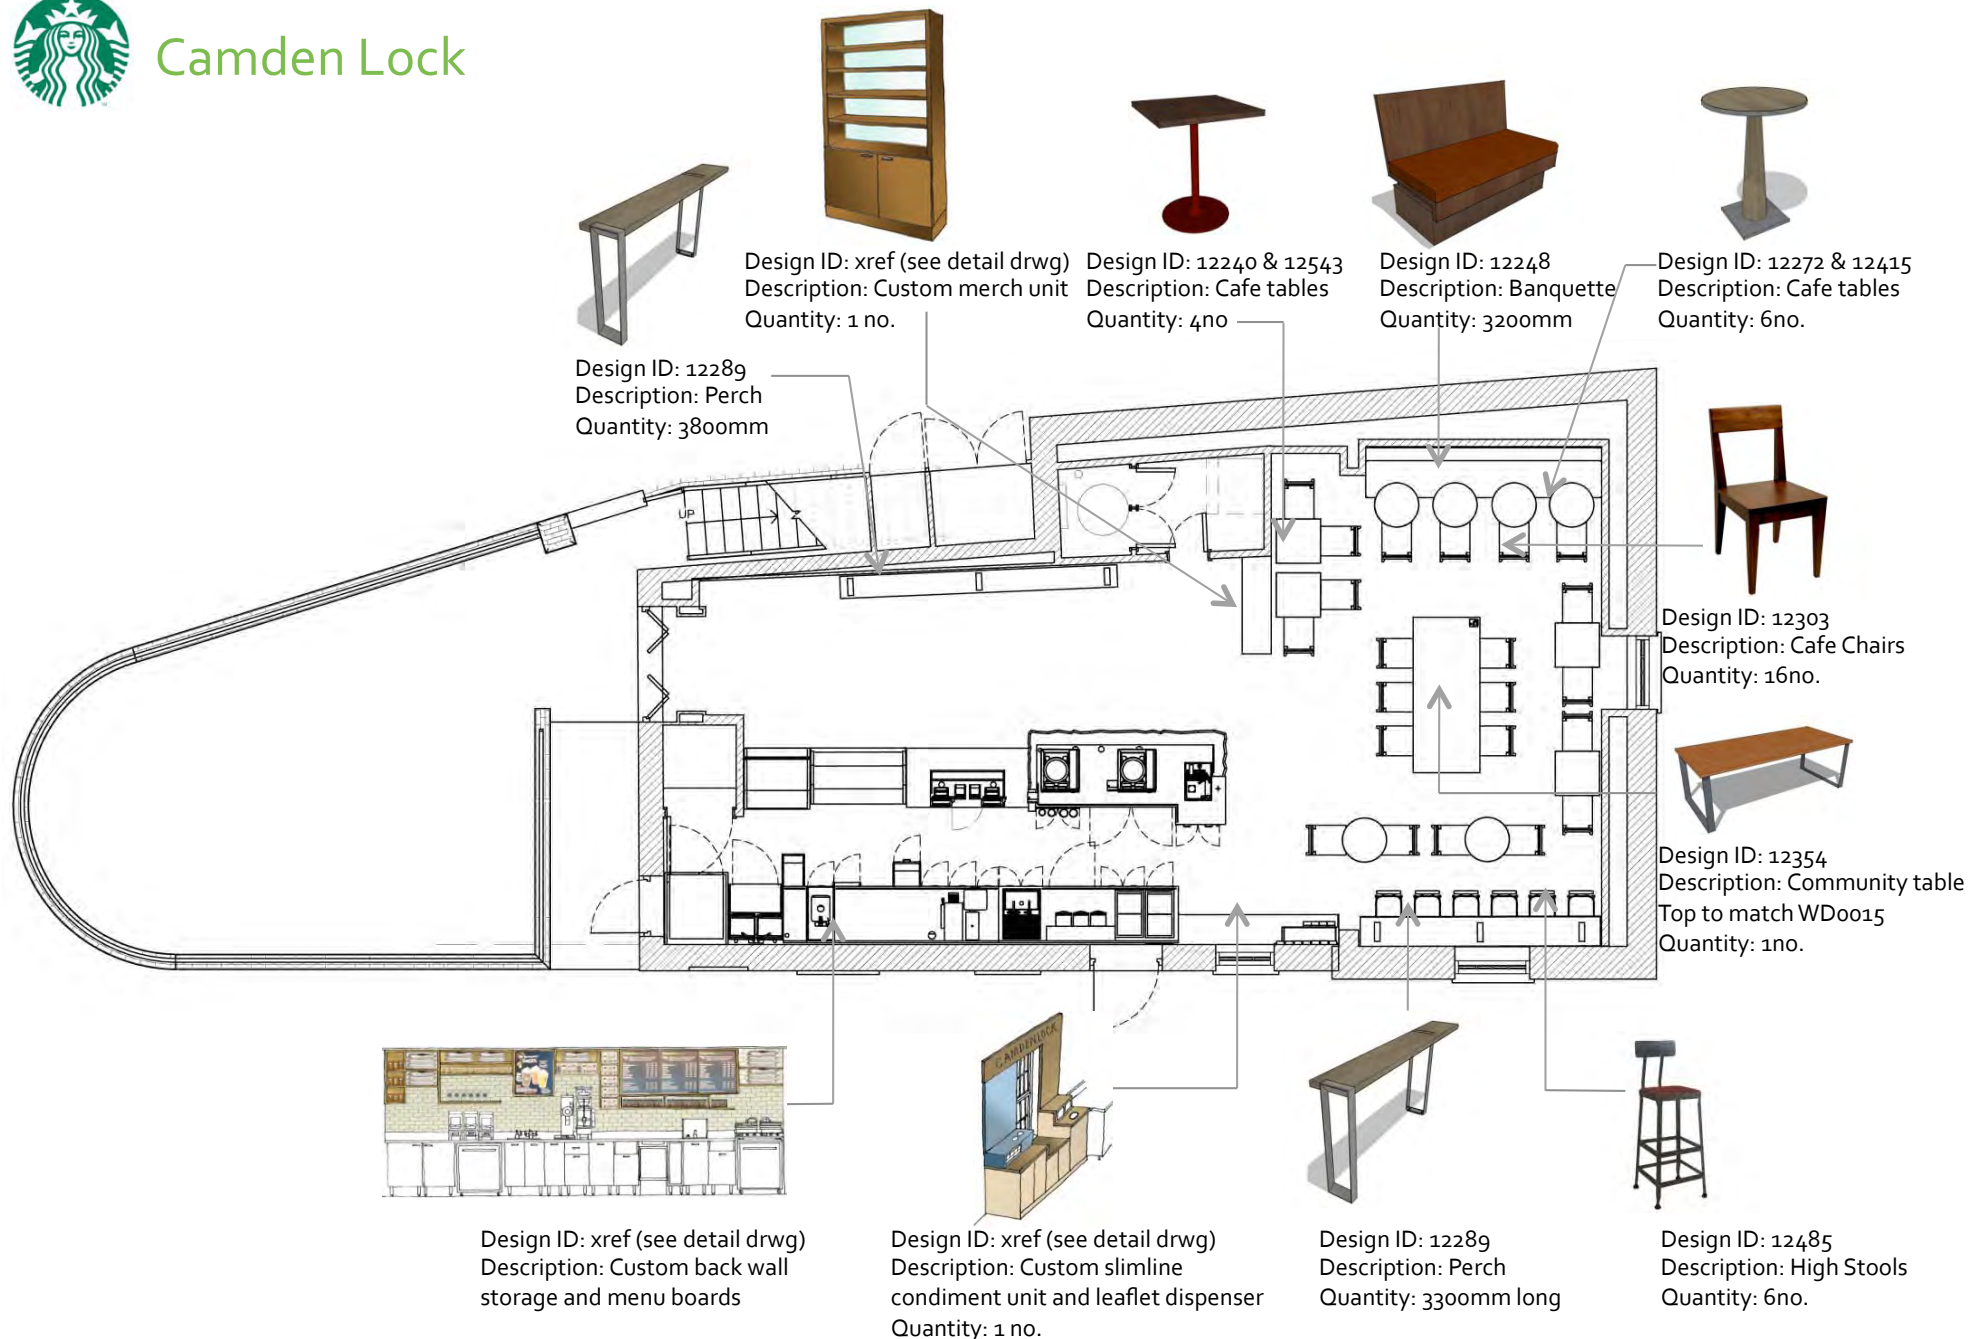 Camden Lock
Design ID: xref (see detail drwg)
Description: Custom merch unit
Quantity: 1 no.
Design ID: 12240 & 12543
Description: Cafe tables
Quantity: 4no
Design ID: 12248
Description: Banquette
Quantity: 3200mm
Design ID: 12272 & 12415
Description: Cafe tables
Quantity: 6no.
Design ID: 12289
Description: Perch
Quantity: 3800mm
UP
Design ID: 12303
Description: Cafe Chairs
Quantity: 16no.
Design ID: 12354
Description: Community table
Top to match WD0015
Quantity: 1no.
CAMDEN LOCK
Design ID: xref (see detail drwg)
Description: Custom back wall
storage and menu boards
Design ID: xref (see detail drwg)
Description: Custom slimline
condiment unit and leaflet dispenser
Quantity: 1 no.
Design ID: 12289
Description: Perch
Quantity: 3300mm long
Design ID: 12485
Description: High Stools
Quantity: 6no.